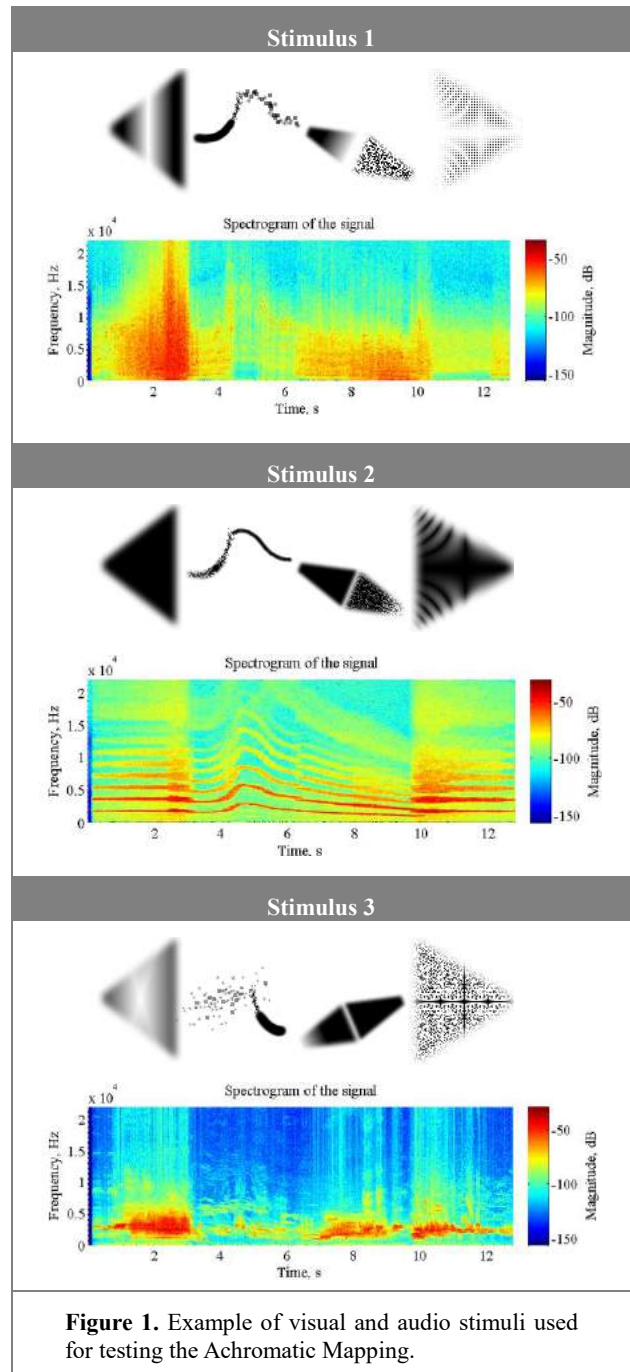 Stimulus 1
Spectrogram of the signal
x 10^4
2
1.5
1
0.5
0
Frequency, Hz
2 4 6 8 10 12
Time, s
-50
-100
-150
Magnitude, dB
Stimulus 2
Spectrogram of the signal
x 10^4
2
1.5
1
0.5
0
Frequency, Hz
2 4 6 8 10 12
Time, s
-50
-100
-150
Magnitude, dB
Stimulus 3
Spectrogram of the signal
x 10^4
2
1.5
1
0.5
0
Frequency, Hz
2 4 6 8 10 12
Time, s
-50
-100
-150
Magnitude, dB
Figure 1. Example of visual and audio stimuli used
for testing the Achromatic Mapping.